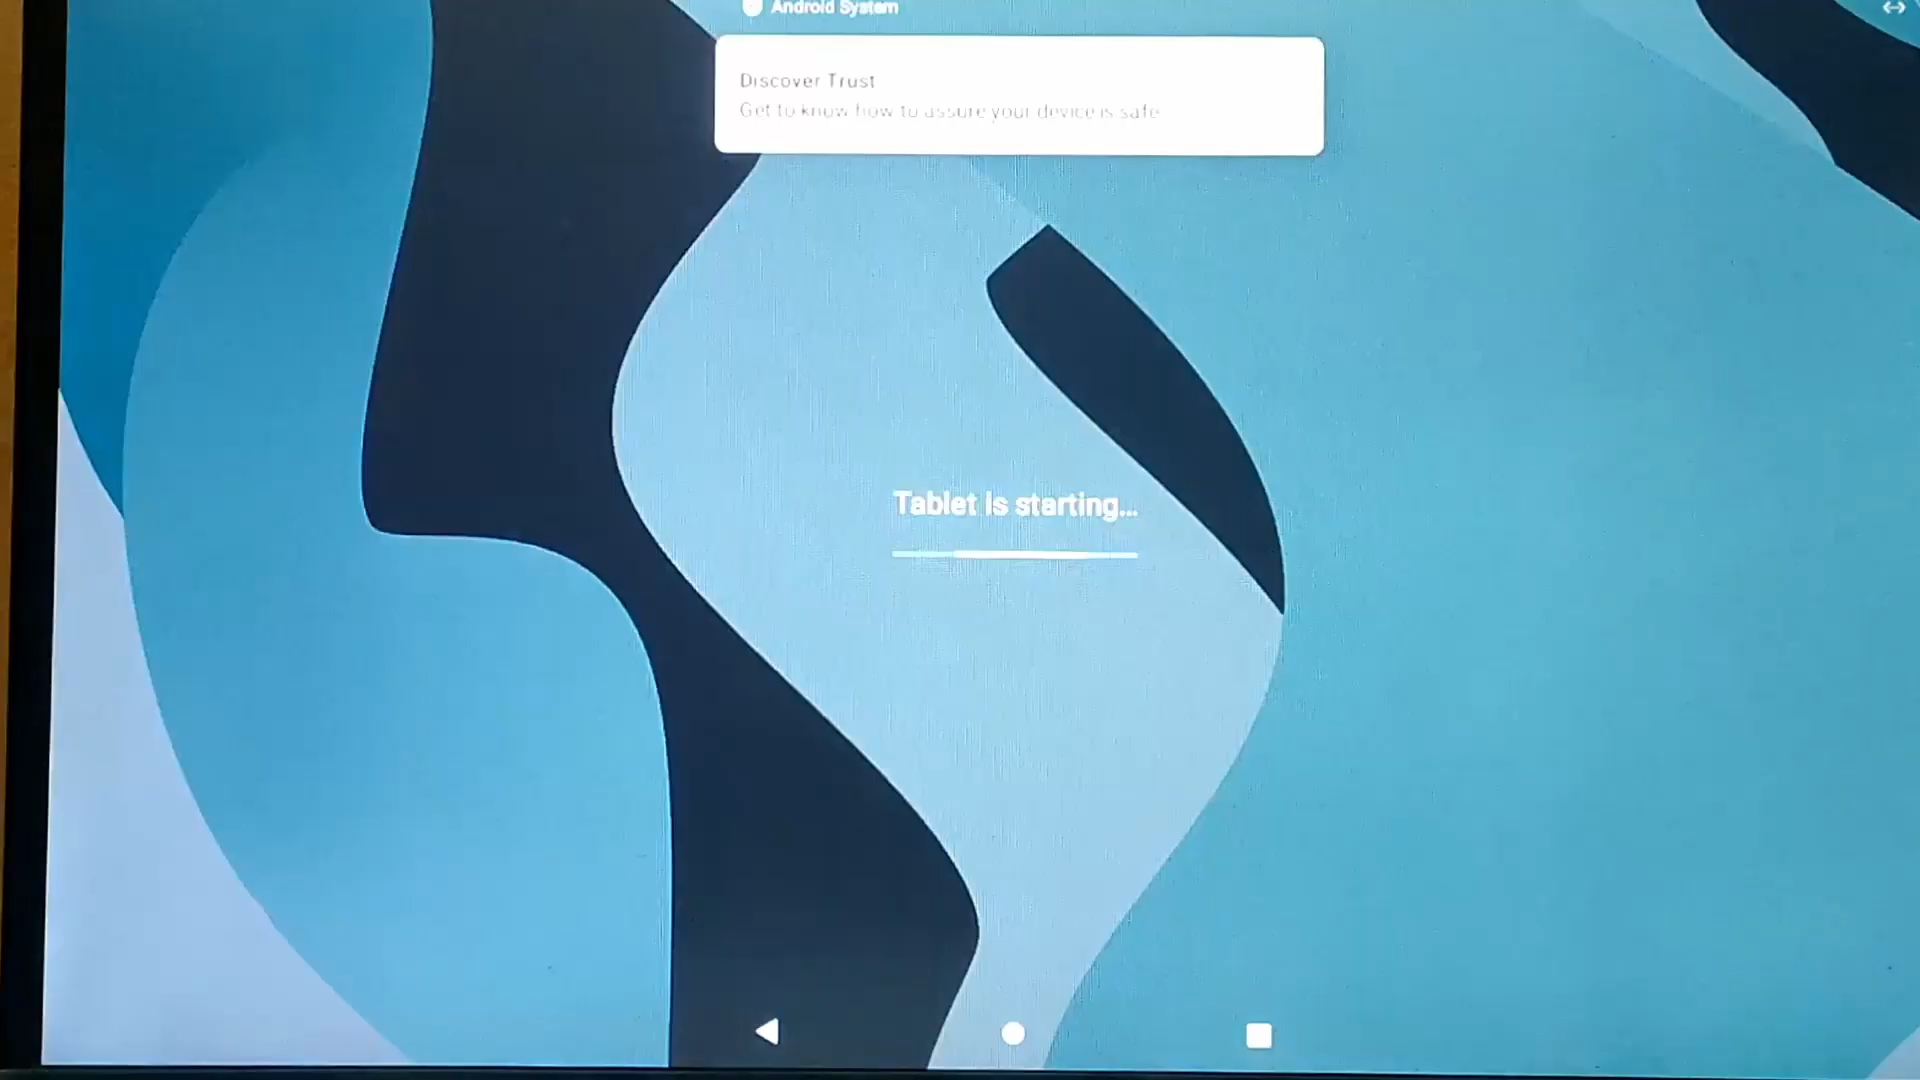 Android System
Discover Trust
Get to know how to assure your device is safe
Tablet is starting...